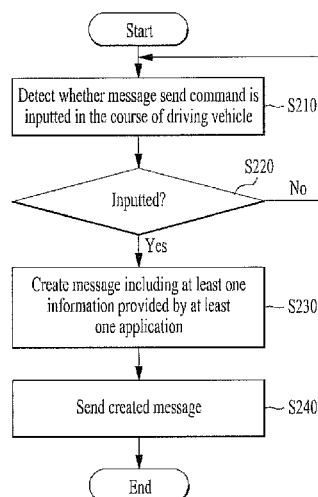 Start
Detect whether message send command is
inputted in the course of driving vehicle
S210
S220
Inputted?
No
Yes
Create message including at least one
information provided by at least
one application
S230
Send created message
S240
End